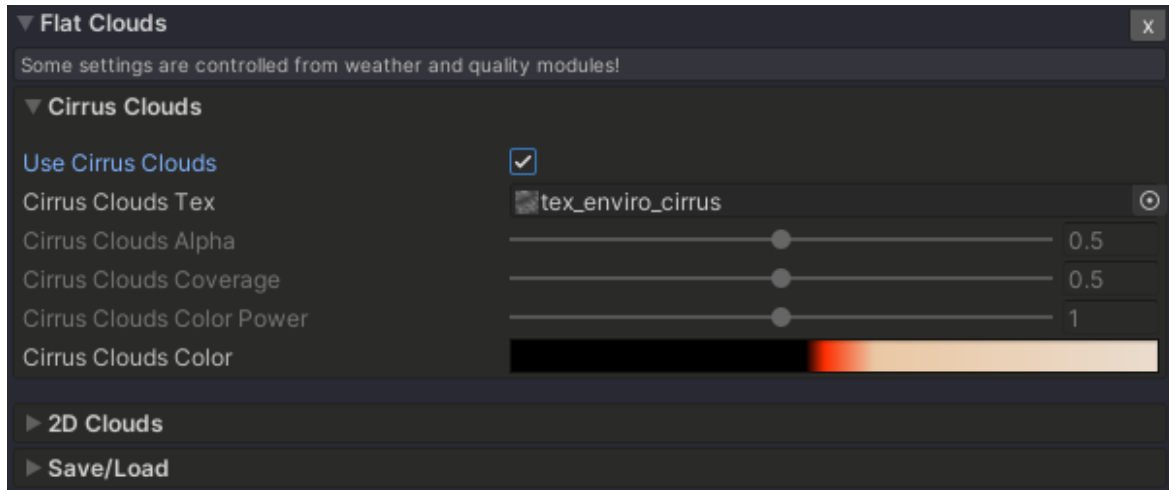 Flat Clouds
x
Some settings are controlled from weather and quality modules!
Cirrus Clouds
Use Cirrus Clouds
Cirrus Clouds Tex tex_enviro_cirrus
Cirrus Clouds Alpha 0.5
Cirrus Clouds Coverage 0.5
Cirrus Clouds Color Power 1
Cirrus Clouds Color
2D Clouds
Save/Load